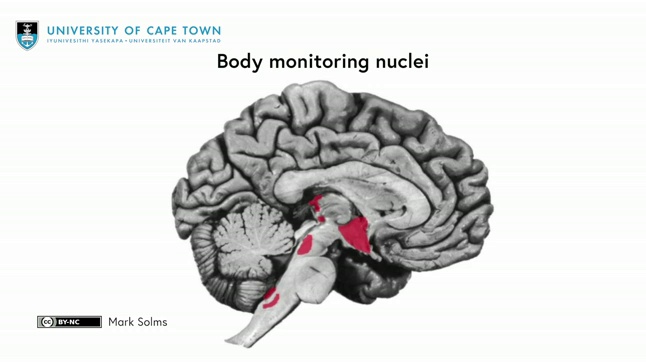 UNIVERSITY OF CAPE TOWN
IYUNIVESITHI YASEKAPA • UNIVERSITEIT VAN KAAPSTAD
Body monitoring nuclei
cc BY-NC Mark Solms